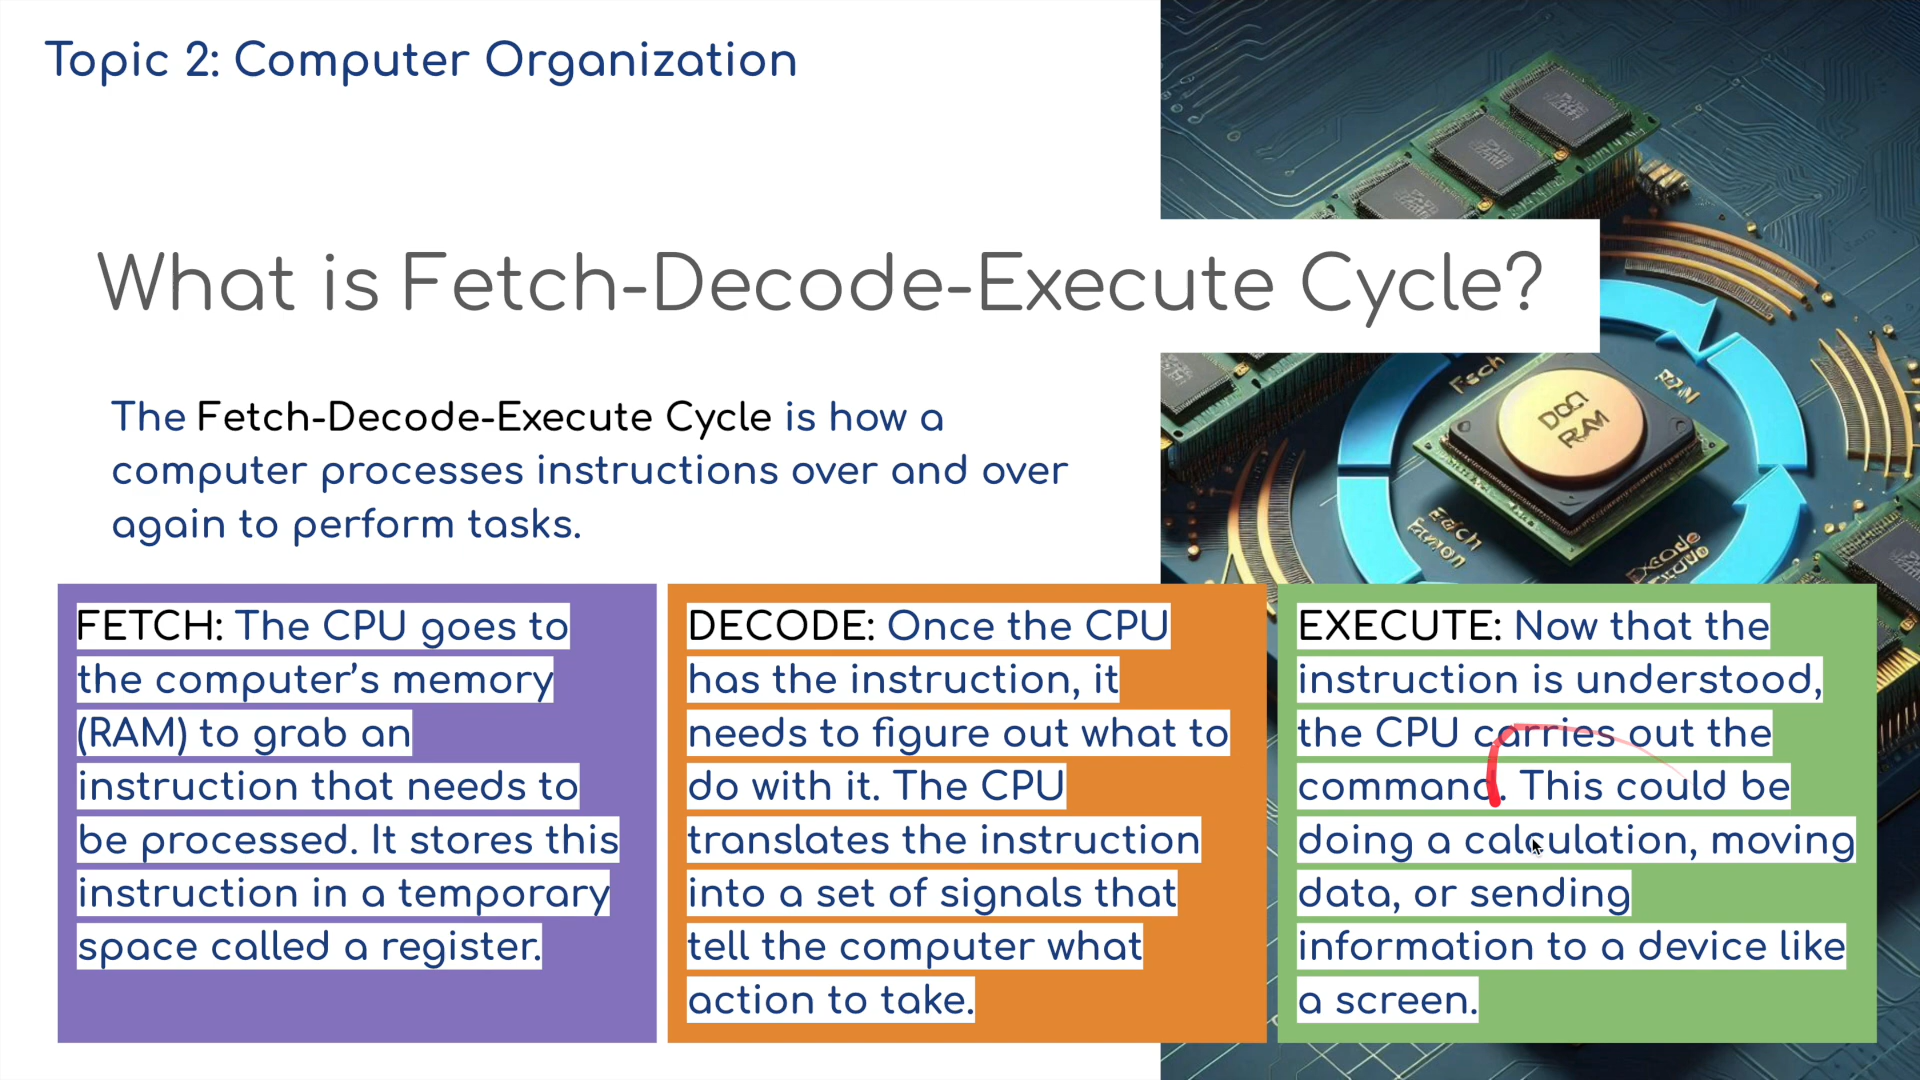 Topic 2: Computer Organization
What is Fetch-Decode-Execute Cycle?
The Fetch-Decode-Execute Cycle is how a
computer processes instructions over and over
again to perform tasks.
FETCH: The CPU goes to
the computer’s memory
(RAM) to grab an
instruction that needs to
be processed. It stores this
instruction in a temporary
space called a register.
DECODE: Once the CPU
has the instruction, it
needs to figure out what to
do with it. The CPU
translates the instruction
into a set of signals that
tell the computer what
action to take.
EXECUTE: Now that the
instruction is understood,
the CPU carries out the
command. This could be
doing a calculation, moving
data, or sending
information to a device like
a screen.